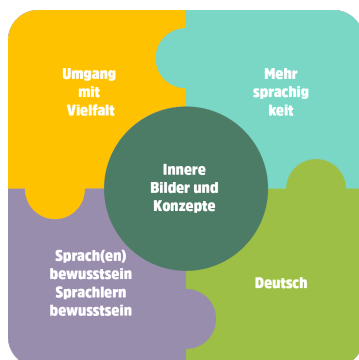 Umgang
mit
Vielfalt
Mehr
sprachig
keit
Innere
Bilder und
Konzepte
Sprach(en)
bewusstsein
Sprachlern
bewusstsein
Deutsch